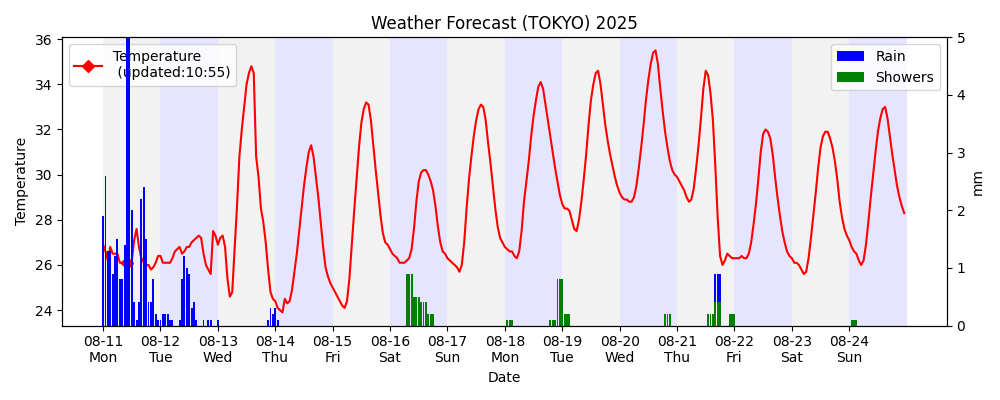 Weather Forecast (TOKYO) 2025
Temperature
(updated:10:55)
Rain
Showers
Temperature
36
34
32
30
28
26
24
mm
5
4
3
2
1
0
08-11 08-12 08-13 08-14 08-15 08-16 08-17 08-18 08-19 08-20 08-21 08-22 08-23 08-24
Mon Tue Wed Thu Fri Sat Sun Mon Tue Wed Thu Fri Sat Sun
Date